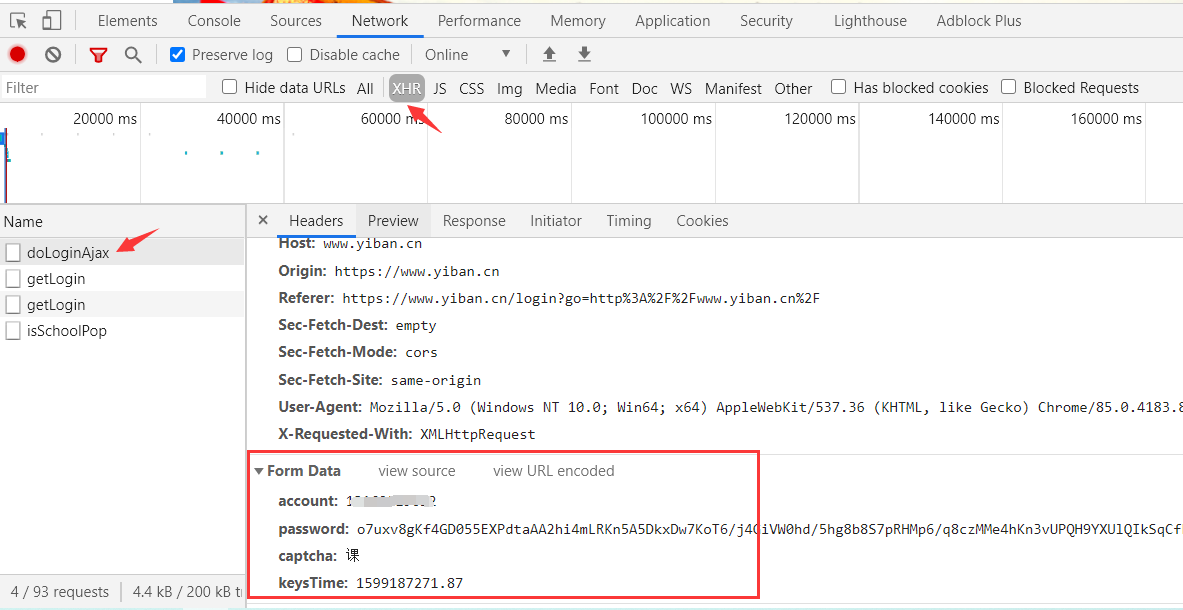 Elements Console Sources Network Performance Memory Application Security Lighthouse Adblock Plus
Preserve log Disable cache Online
Filter Hide data URLs All XHR JS CSS Img Media Font Doc WS Manifest Other Has blocked cookies Blocked Requests
20000 ms 40000 ms 60000 ms 80000 ms 100000 ms 120000 ms 140000 ms 160000 ms
Name
doLoginAjax
getLogin
getLogin
isSchoolPop
4 / 93 requests 4.4 kB / 200 kB
× Headers Preview Response Initiator Timing Cookies
Host: www.yiban.cn
Origin: https://www.yiban.cn
Referer: https://www.yiban.cn/login?go=http%3A%2F%2Fwww.yiban.cn%2F
Sec-Fetch-Dest: empty
Sec-Fetch-Mode: cors
Sec-Fetch-Site: same-origin
User-Agent: Mozilla/5.0 (Windows NT 10.0; Win64; x64) AppleWebKit/537.36 (KHTML, like Gecko) Chrome/85.0.4183.8
X-Requested-With: XMLHttpRequest
Form Data view source view URL encoded
account:
password:
captcha: 课
keysTime: 1599187271.87